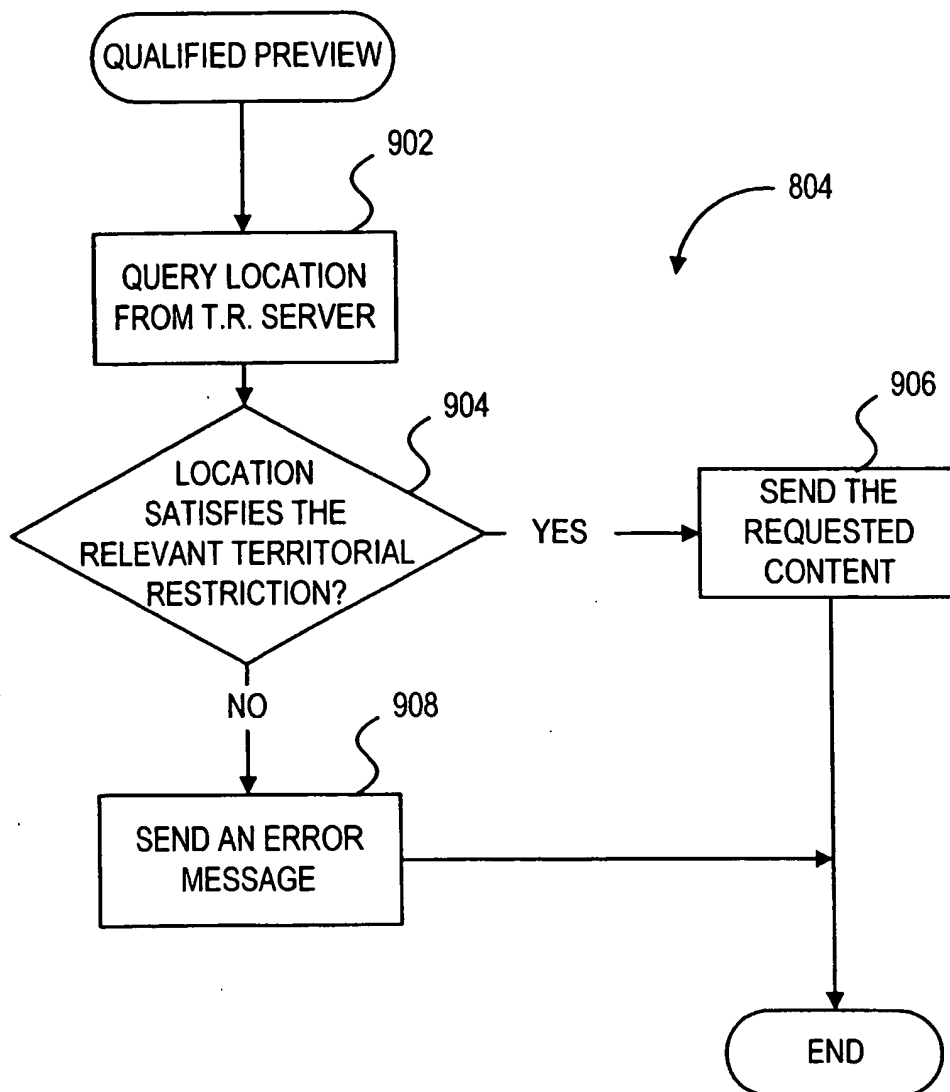 QUALIFIED PREVIEW
902
804
QUERY LOCATION
FROM T.R. SERVER
904
906
LOCATION
SATISFIES THE
RELEVANT TERRITORIAL
RESTRICTION?
YES
SEND THE
REQUESTED
CONTENT
NO
908
SEND AN ERROR
MESSAGE
END